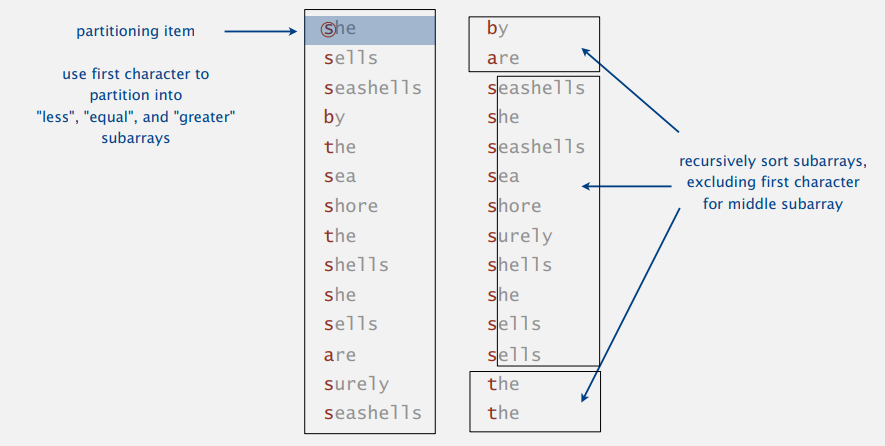 partitioning item
use first character to
partition into
"less", "equal", and "greater"
subarrays
she
sells
seashells
by
the
sea
shore
the
shells
she
sells
are
surely
seashells
by
are
seashells
she
seashells
sea
shore
surely
shells
she
sells
sells
the
the
recursively sort subarrays,
excluding first character
for middle subarray